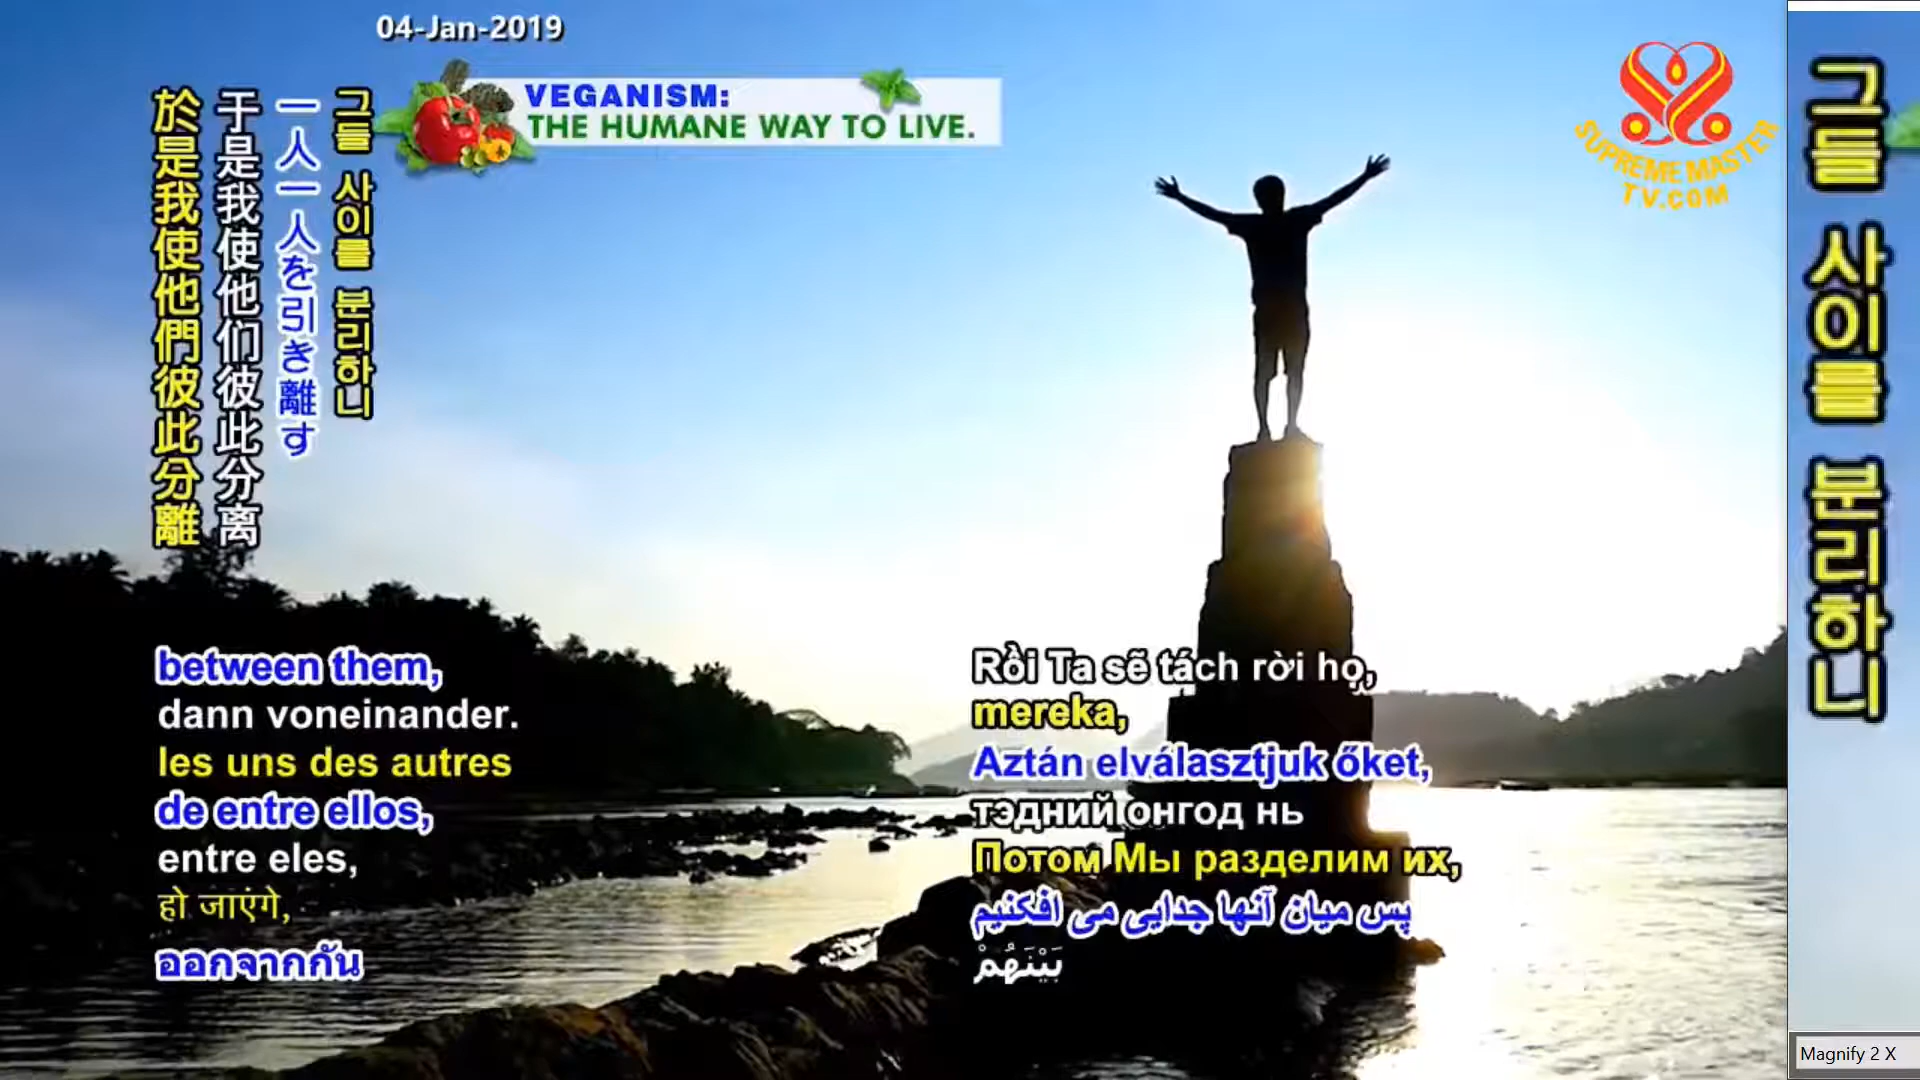 04-Jan-2019
VEGANISM:
THE HUMANE WAY TO LIVE.
SUPREME MASTER
TV.COM
그들 사이를 분리하니
一人一人を引き離す
于是我使他们彼此分离
於是我使他們彼此分離
between them,
dann voneinander.
les uns des autres
de entre ellos,
entre eles,
हो जाएंगे,
ออกจากกัน
Rồi Ta sẽ tách rời họ,
mereka,
Aztán elválasztjuk őket,
тэдний онгод нь
Потом Мы разделим их,
پس میان آنها جدایی می افکنیم
بَيْنَهُمْ
그들 사이를 분리하니
Magnify 2 X